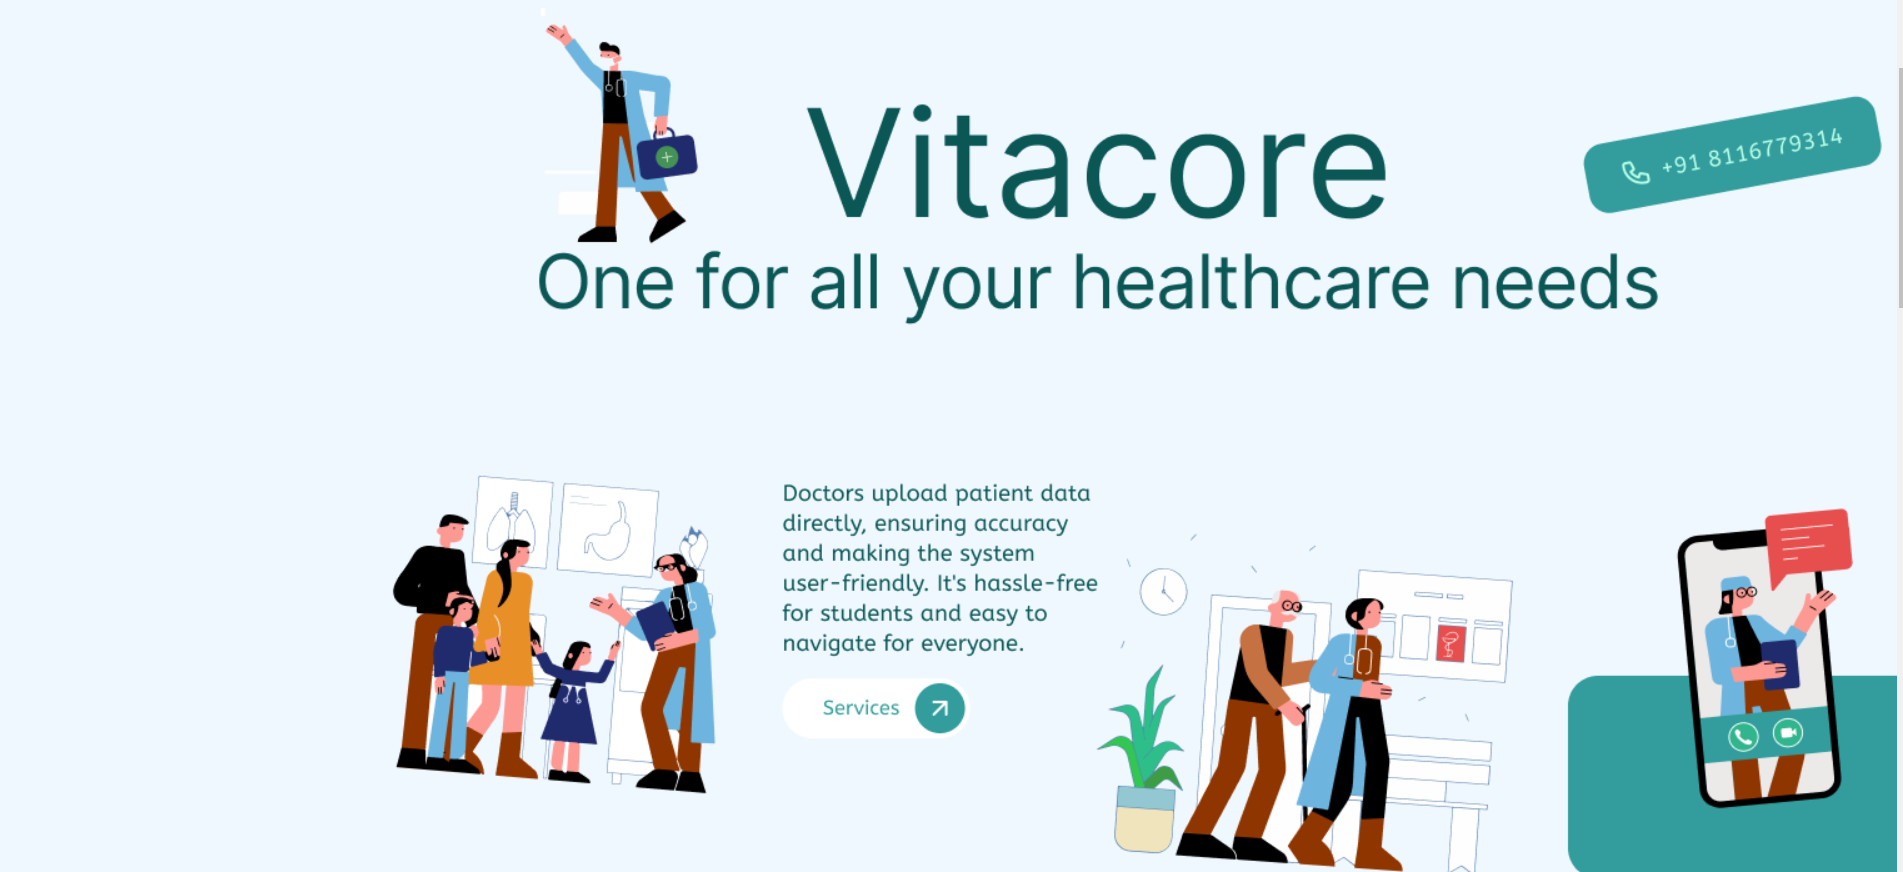 Vitacore
+91 8116779314
One for all your healthcare needs
Doctors upload patient data
directly, ensuring accuracy
and making the system
user-friendly. It's hassle-free
for students and easy to
navigate for everyone.
Services